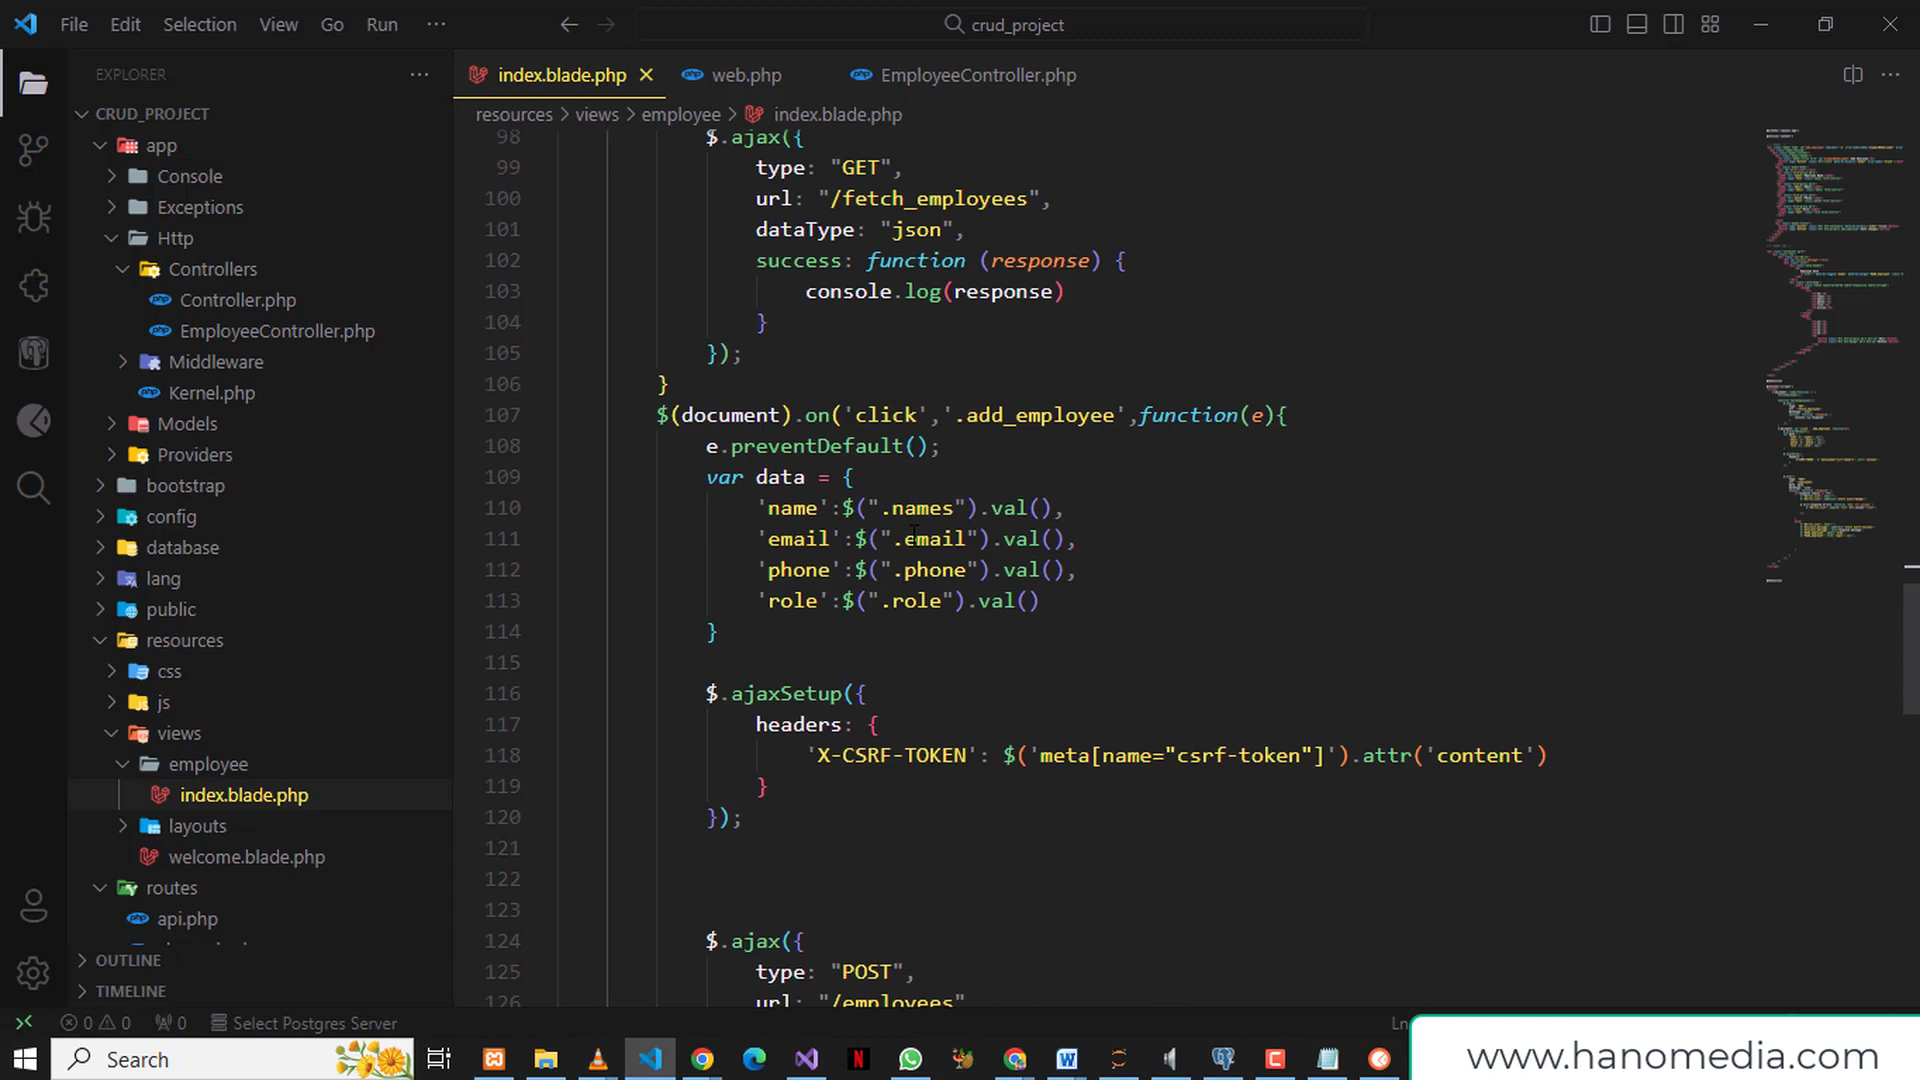 File Edit Selection View Go Run ··· crud_project
EXPLORER ···
index.blade.php web.php EmployeeController.php
resources > views > employee > index.blade.php
CRUD_PROJECT
app
Console
Exceptions
Http
Controllers
Controller.php
EmployeeController.php
Middleware
Kernel.php
Models
Providers
bootstrap
config
database
lang
public
resources
css
js
views
employee
index.blade.php
layouts
welcome.blade.php
routes
api.php
OUTLINE
TIMELINE
98 $.ajax({
99 type: "GET",
100 url: "/fetch_employees",
101 dataType: "json",
102 success: function (response) {
103 console.log(response)
104 }
105 });
106 }
107 $(document).on('click','.add_employee',function(e){
108 e.preventDefault();
109 var data = {
110 'name':$(".names").val(),
111 'email':$(".email").val(),
112 'phone':$(".phone").val(),
113 'role':$(".role").val()
114 }
115
116 $.ajaxSetup({
117 headers: {
118 'X-CSRF-TOKEN': $('meta[name="csrf-token"]').attr('content')
119 }
120 });
121
122
123
124 $.ajax({
125 type: "POST",
126 url: "/employees"
0 0 0 Select Postgres Server Ln
Search
www.hanomedia.com